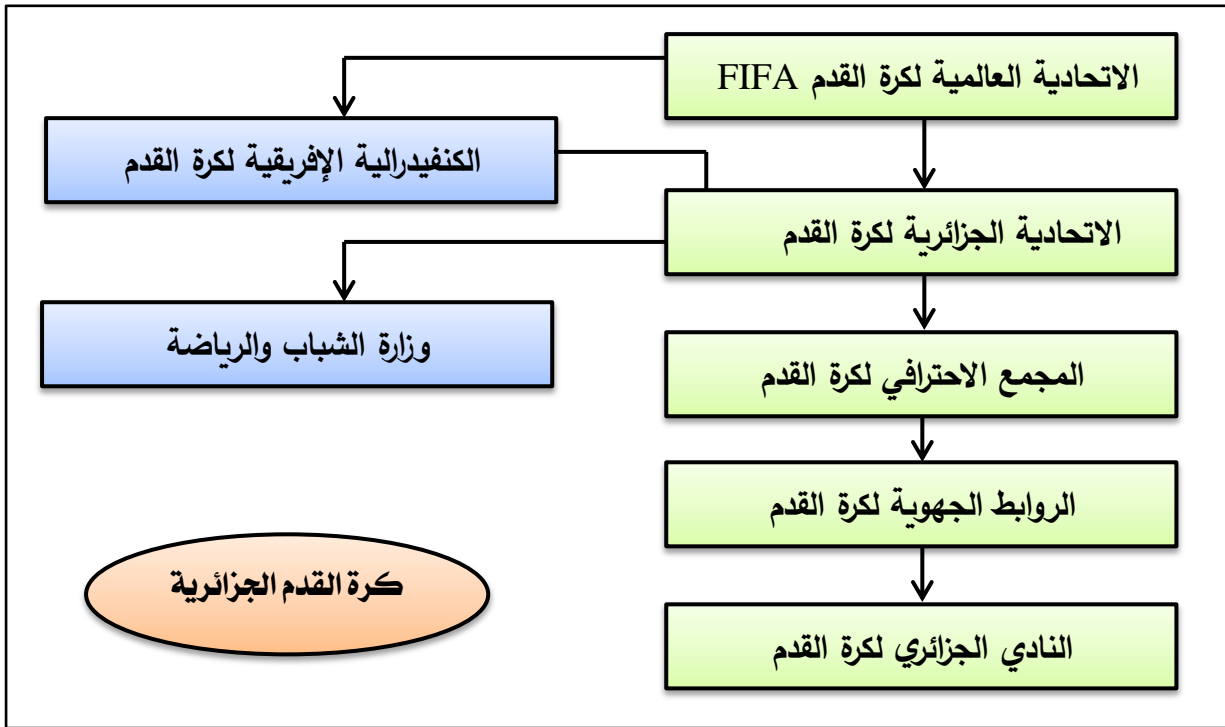 الاتحادية العالمية لكرة القدم FIFA
الكنفيدرالية الإفريقية لكرة القدم
الاتحادية الجزائرية لكرة القدم
وزارة الشباب والرياضة
المجمع الاحترافي لكرة القدم
الروابط الجهوية لكرة القدم
كرة القدم الجزائرية
النادي الجزائري لكرة القدم